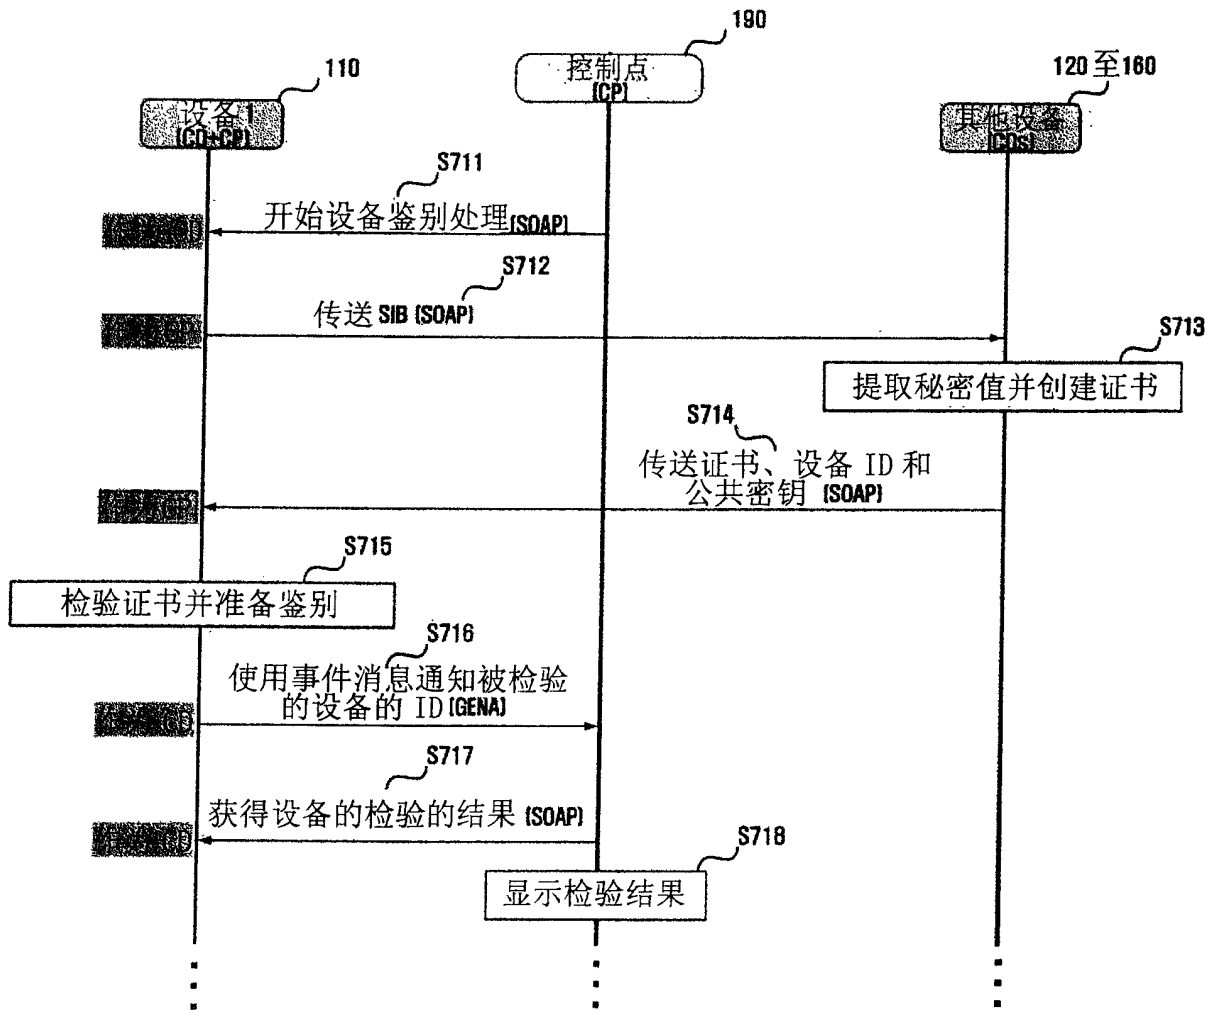 190
110
控制点
(CP)
120至160
设备1
(CD+CP)
其他设备
(CDs)
S711
开始设备鉴别处理(SOAP)
S712
传送SIB (SOAP)
S713
提取秘密值并创建证书
S714
传送证书、设备 ID 和
公共密钥 (SOAP)
S715
检验证书并准备鉴别
S716
使用事件消息通知被检验
的设备的 ID (GENA)
S717
获得设备的检验的结果 (SOAP)
S718
显示检验结果